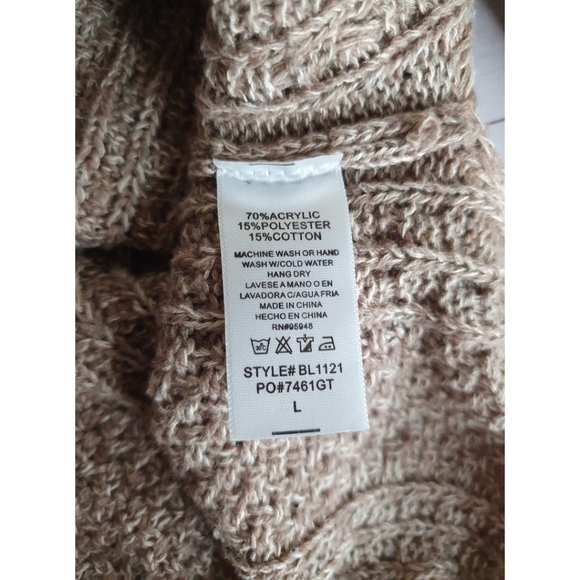 70%ACRYLIC
15%POLYESTER
15%COTTON
MACHINE WASH OR HAND
WASH W/COLD WATER
HANG DRY
LAVESE A MANO O EN
LAVADORA C/AGUA FRIA
MADE IN CHINA
HECHO EN CHINA
RN#95948
STYLE# BL1121
PO#7461GT
L